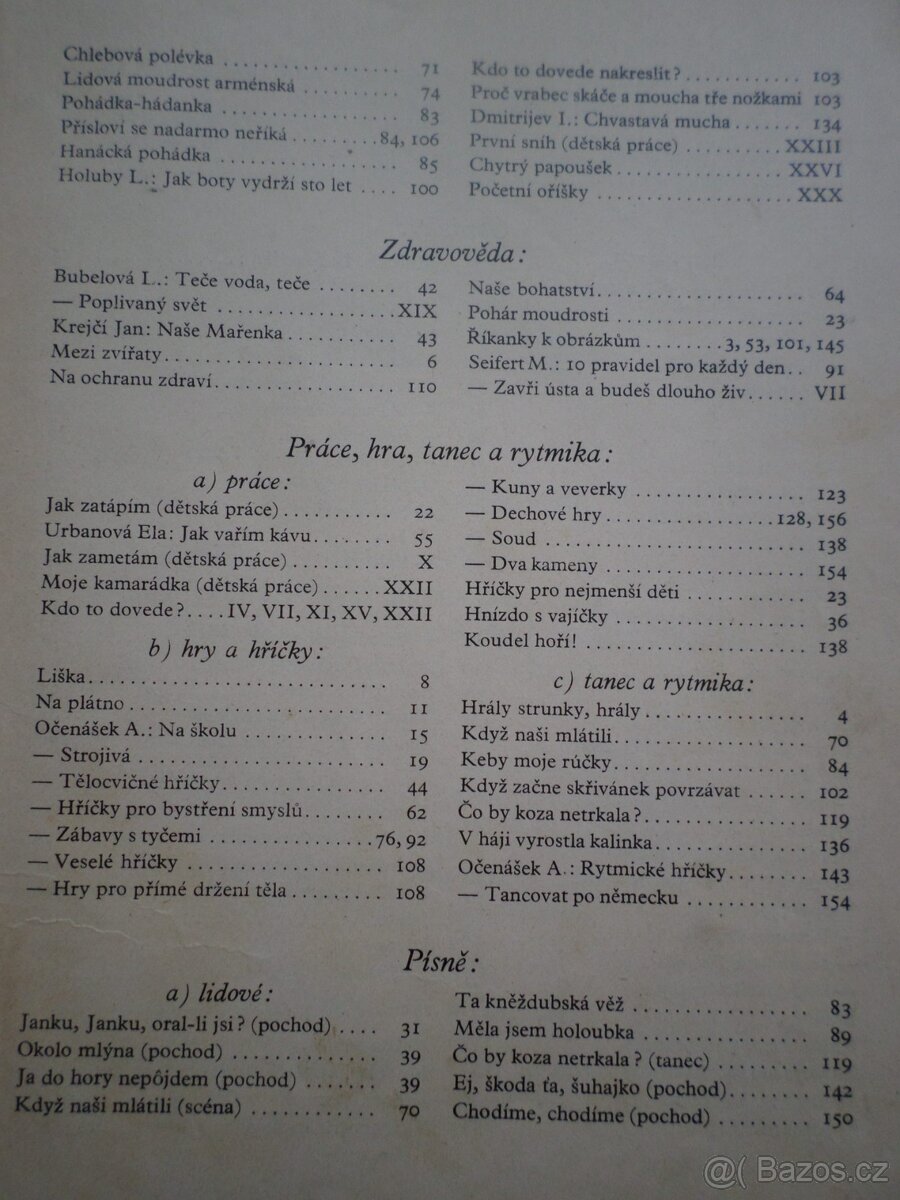 Chlebová polévka .................. 71
Lidová moudrost arménská ........... 74
Pohádka-hádanka .................. 83
Přísloví se nadarmo neříká ........ 84, 106
Hanácká pohádka .................. 85
Holuby L.: Jak boty vydrží sto let .... 100
Kdo to dovede nakreslit? ............ 103
Proč vrabec skáče a moucha tře nožkami 103
Dmitrijev I.: Chvastavá mucha ....... 134
První sníh (dětská práce) ......... XXIII
Chytrý papoušek ................. XXVI
Početní oříšky ................... XXX
Zdravověda:
Bubelová L.: Teče voda, teče ........ 42
— Poplivaný svět ................ XIX
Krejčí Jan: Naše Mařenka ........... 43
Mezi zvířaty ..................... 6
Na ochranu zdraví ................ 110
Naše bohatství .................... 64
Pohár moudrosti .................. 23
Říkanky k obrázkům ........ 3, 53, 101, 145
Seifert M.: 10 pravidel pro každý den.. 91
— Zavři ústa a budeš dlouho živ...... VII
Práce, hra, tanec a rytmika:
a) práce:
Jak zatápím (dětská práce) ........... 22
Urbanová Ela: Jak vařím kávu........ 55
Jak zametám (dětská práce) .......... X
Moje kamarádka (dětská práce) ...... XXII
Kdo to dovede?.... IV, VII, XI, XV, XXII
b) hry a hříčky:
Liška............................ 8
Na plátno ........................ 11
Očenášek A.: Na školu ............. 15
— Strojivá ....................... 19
— Tělocvičné hříčky............... 44
— Hříčky pro bystření smyslů........ 62
— Zábavy s tyčemi ............... 76, 92
— Veselé hříčky .................. 108
— Hry pro přímé držení těla ......... 108
— Kuny a veverky ................ 123
— Dechové hry ................ 128, 156
— Soud ......................... 138
— Dva kameny ................... 154
Hříčky pro nejmenší děti ............ 23
Hnízdo s vajíčky .................. 36
Koudel hoří! ..................... 138
c) tanec a rytmika:
Hrály strunky, hrály ............... 4
Když naši mlátili................... 70
Keby moje rúčky .................. 84
Když začne skřivánek povrzávat ...... 102
Čo by koza netrkala?................ 119
V háji vyrostla kalinka.............. 136
Očenášek A.: Rytmické hříčky........ 143
— Tancovat po německu ........... 154
Písně:
a) lidové:
Janku, Janku, oral-li jsi? (pochod) .... 31
Okolo mlýna (pochod) ............. 39
Ja do hory nepôjdem (pochod) ....... 39
Když naši mlátili (scéna) ............ 70
Ta kněždubská věž ................ 83
Měla jsem holoubka ................ 89
Čo by koza netrkala? (tanec) ......... 119
Ej, škoda ťa, šuhajko (pochod)........ 142
Chodíme, chodíme (pochod) ......... 150
@( Bazos.cz